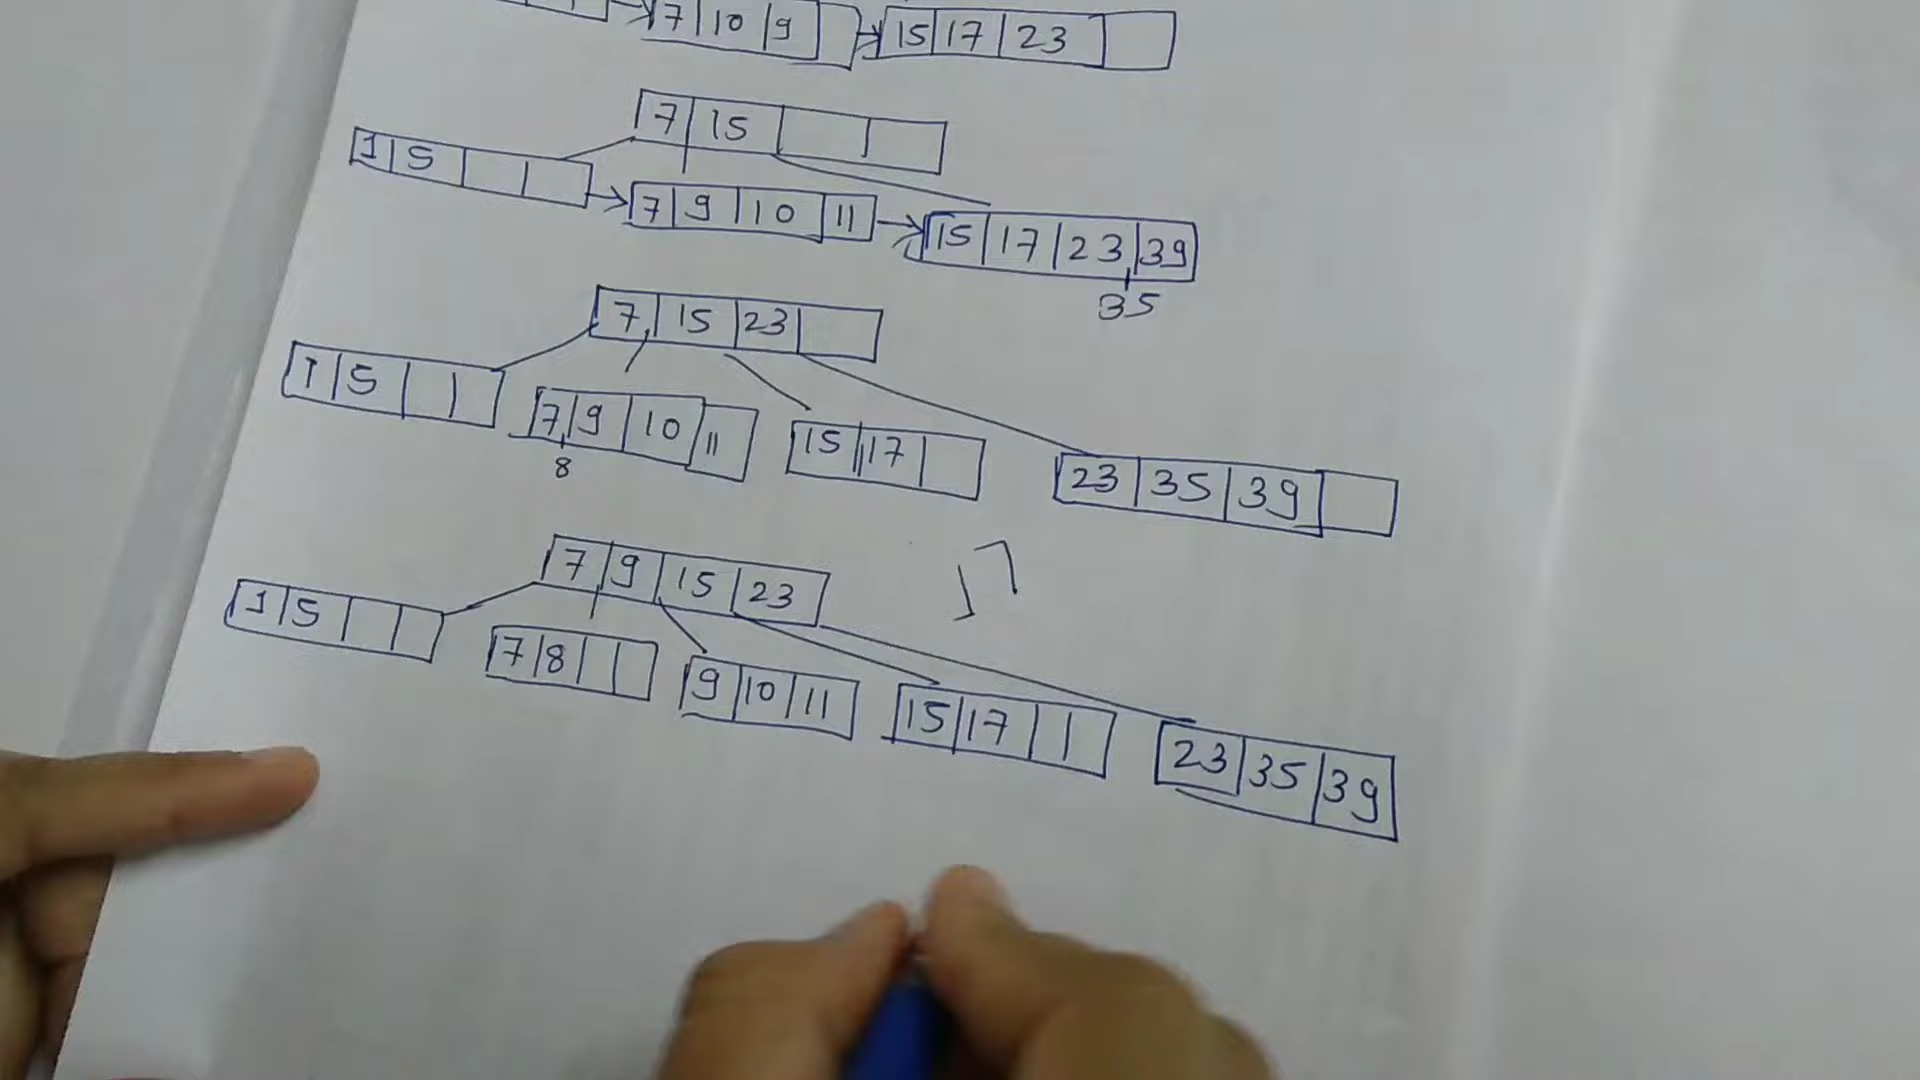 7 10 9 15 17 23
7 15
1 5 7 9 10 11 15 17 23 39
35
7 15 23
1 5 7 9 10 11 15 17 23 35 39
8
7 9 15 23
1 5 7 8 9 10 11 15 17 23 35 39